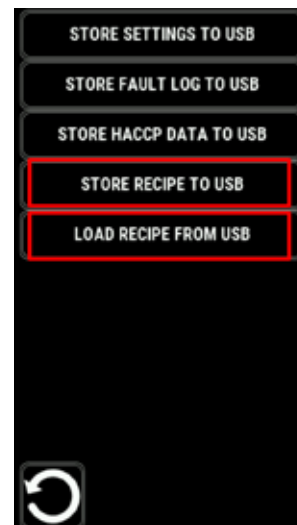 STORE SETTINGS TO USB
STORE FAULT LOG TO USB
STORE HACCP DATA TO USB
STORE RECIPE TO USB
LOAD RECIPE FROM USB